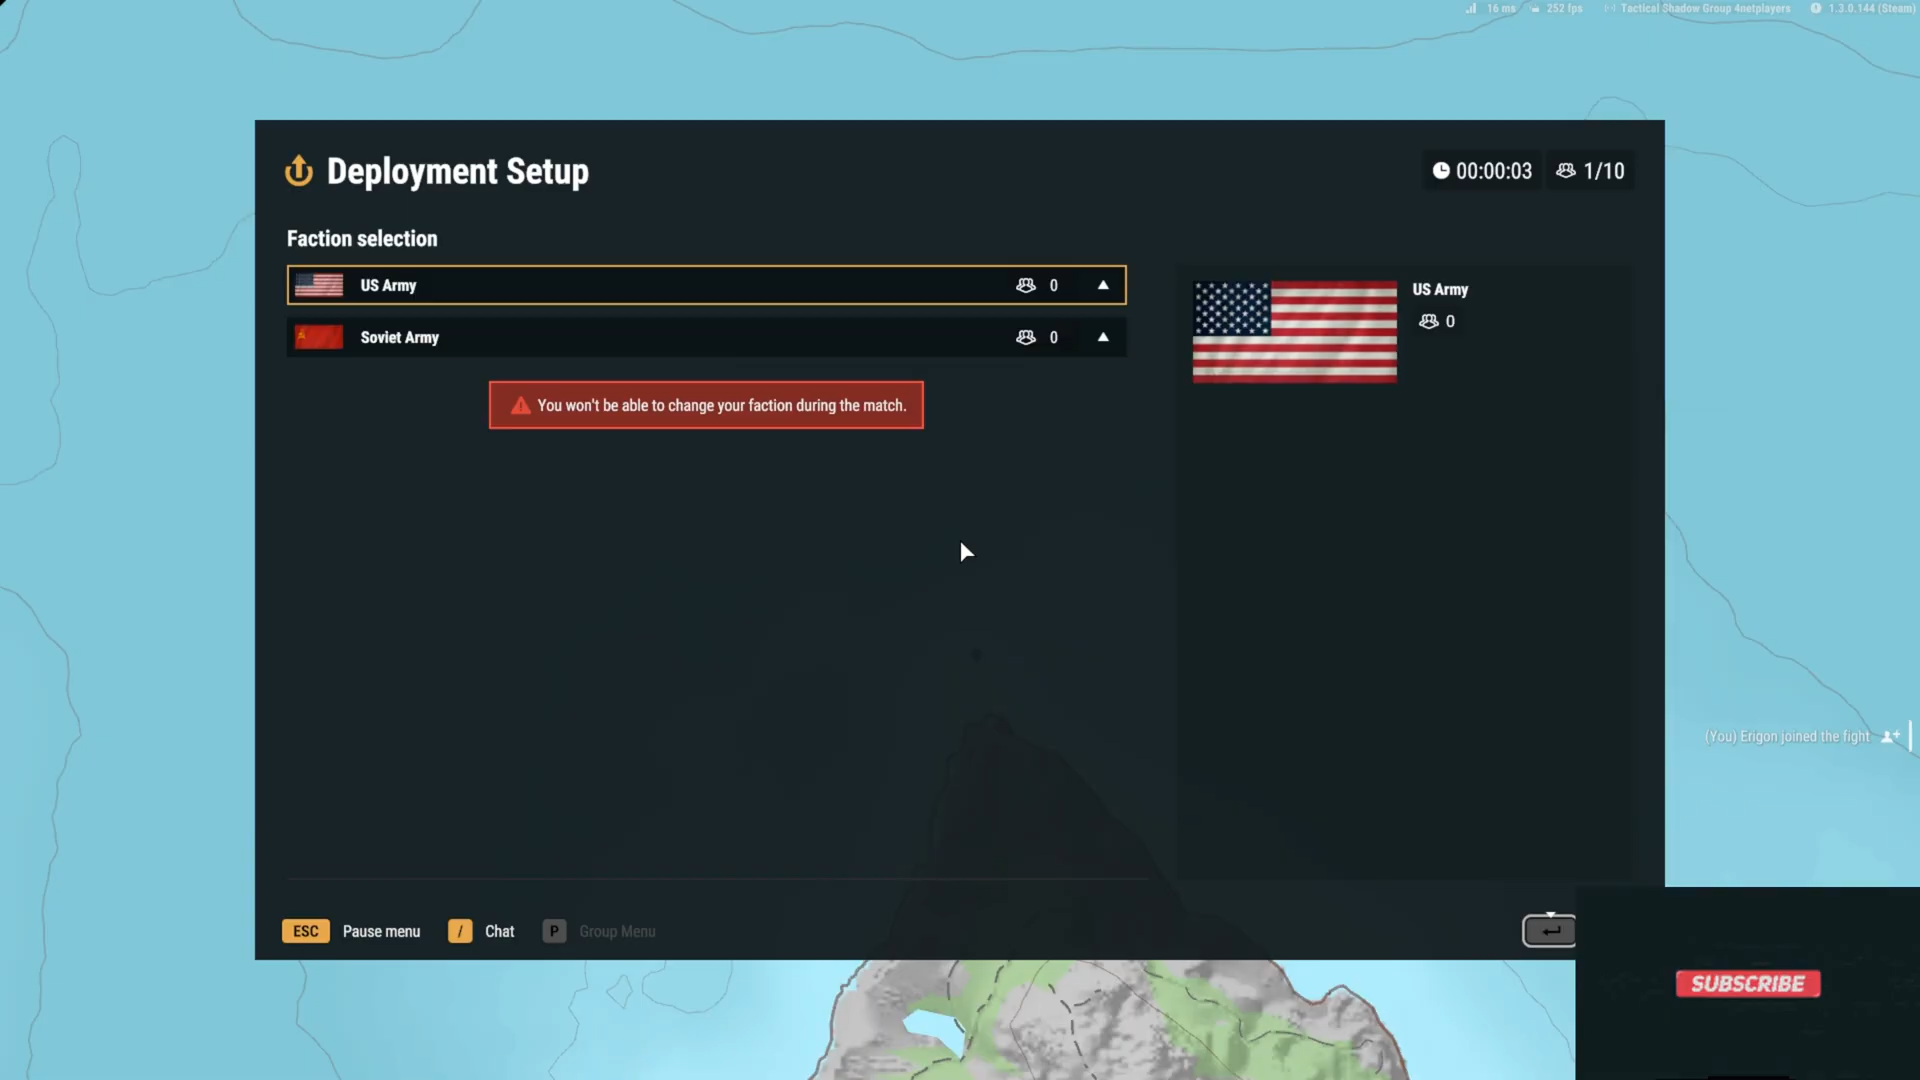 16 ms 252 fps Tactical Shadow Group 4netplayers 1.3.0.144 (Steam)
Deployment Setup
00:00:03 1/10
Faction selection
US Army 0
Soviet Army 0
You won't be able to change your faction during the match.
US Army
0
(You) Erigon joined the fight
ESC Pause menu / Chat P Group Menu
SUBSCRIBE